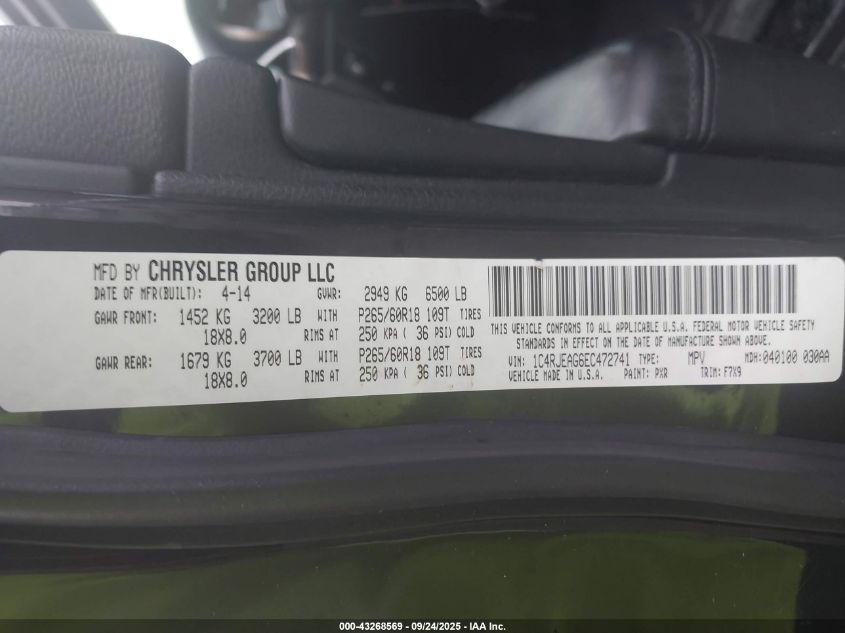 MFD BY CHRYSLER GROUP LLC
DATE OF MFR(BUILT): 4-14 GVWR: 2949 KG 6500 LB
GAWR FRONT: 1452 KG 3200 LB WITH P265/60R18 109T TIRES
18X8.0 RIMS AT 250 KPA ( 36 PSI) COLD
GAWR REAR: 1679 KG 3700 LB WITH P265/60R18 109T TIRES
18X8.0 RIMS AT 250 KPA ( 36 PSI) COLD
THIS VEHICLE CONFORMS TO ALL APPLICABLE U.S.A. FEDERAL MOTOR VEHICLE SAFETY
STANDARDS IN EFFECT ON THE DATE OF MANUFACTURE SHOWN ABOVE.
VIN: 1C4RJEAG6EC472741 TYPE: MPV MDH:040100 030AA
VEHICLE MADE IN U.S.A. PAINT: PXR TRIM: F7X9
000-43268569 - 09/24/2025 - IAA Inc.